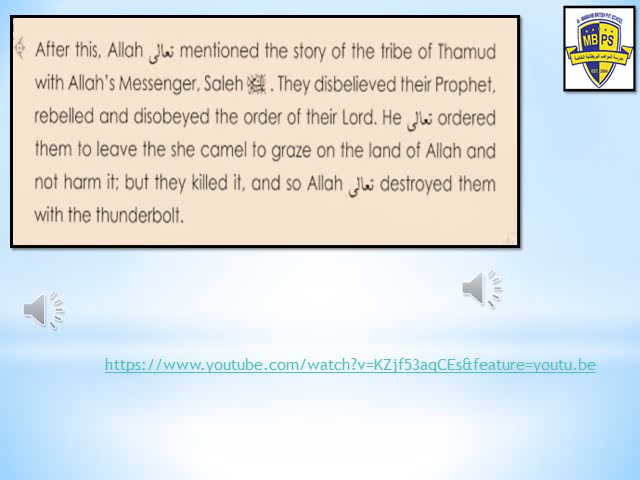 After this, Allah تعالى mentioned the story of the tribe of Thamud
with Allah's Messenger, Saleh ﷺ . They disbelieved their Prophet,
rebelled and disobeyed the order of their Lord. He تعالى ordered
them to leave the she camel to graze on the land of Allah and
not harm it; but they killed it, and so Allah تعالى destroyed them
with the thunderbolt.
MBPS
https://www.youtube.com/watch?v=KZjf53aqCEs&feature=youtu.be